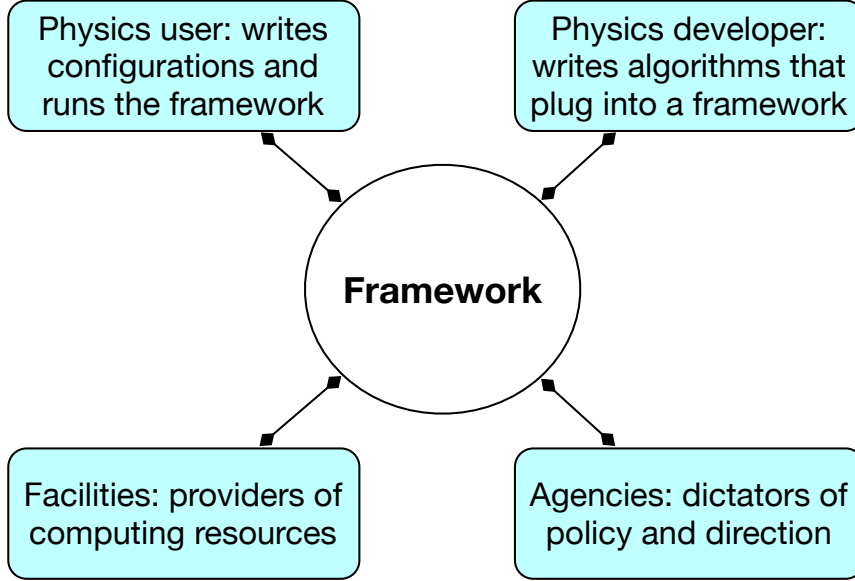 Physics user: writes
configurations and
runs the framework
Physics developer:
writes algorithms that
plug into a framework
Framework
Facilities: providers of
computing resources
Agencies: dictators of
policy and direction